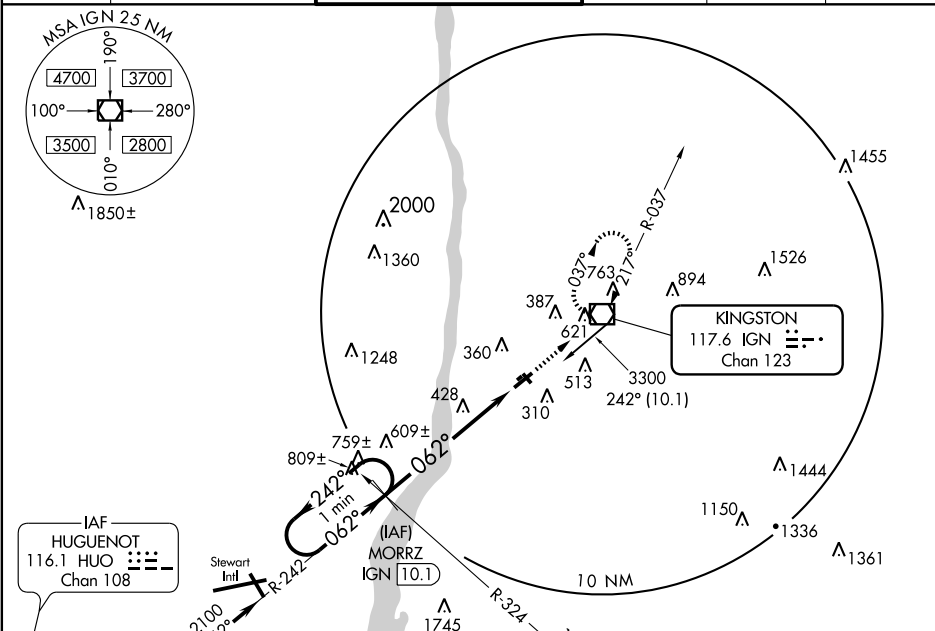 MSA IGN 25 NM
190°
4700
3700
100°
280°
3500
2800
010°
1850±
2000
1360
1248
1455
R-037
037°
217°
763
894
1526
387
621
KINGSTON
117.6 IGN
Chan 123
360
513
3300
242° (10.1)
310
428
609±
759±
809±
062°
242°
1 min
062°
1444
1150
1336
1361
(IAF)
MORRZ
IGN 10.1
10 NM
IAF
HUGUENOT
116.1 HUO
Chan 108
Stewart
Intl
R-242
2100
R-324
1745